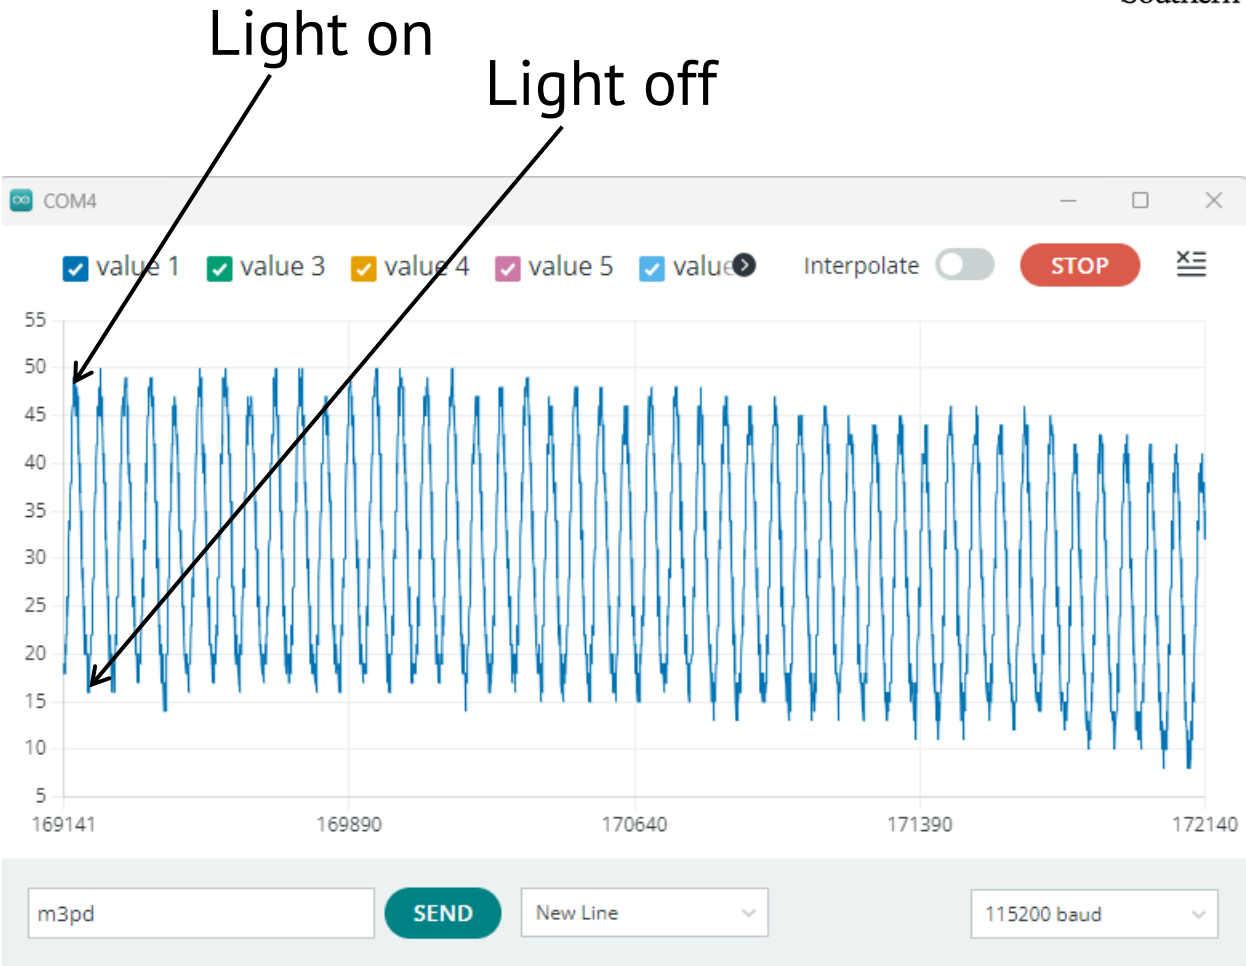 Southern
Light on
Light off
COM4
value 1 value 3 value 4 value 5 value Interpolate STOP
55
50
45
40
35
30
25
20
15
10
5
169141 169890 170640 171390 172140
m3pd SEND New Line 115200 baud